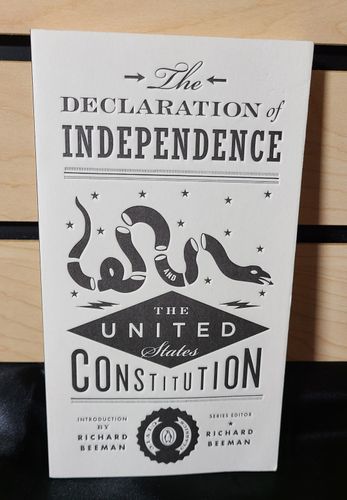 The
DECLARATION of
INDEPENDENCE
AND
THE
UNITED
States
CONSTITUTION
INTRODUCTION
BY
RICHARD
BEEMAN
SERIES EDITOR
RICHARD
BEEMAN